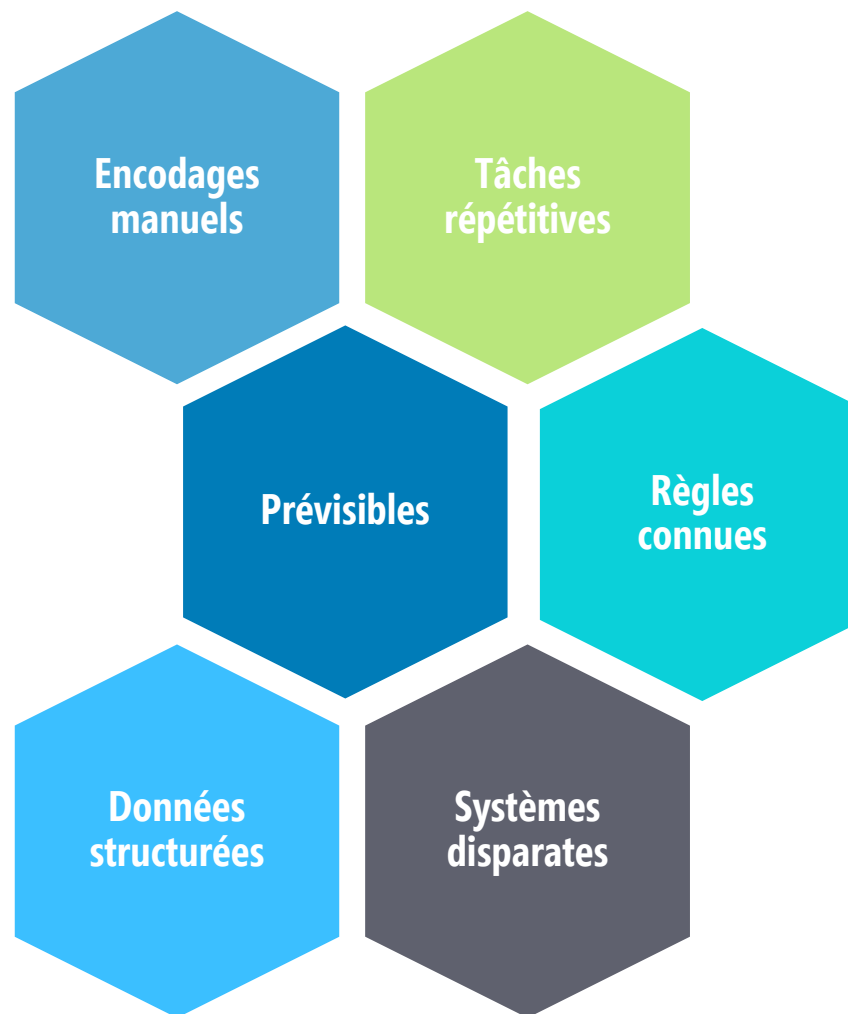 Encodages
manuels
Tâches
répétitives
Prévisibles
Règles
connues
Données
structurées
Systèmes
disparates